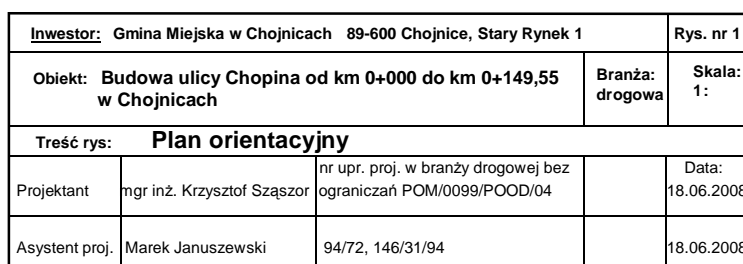 Inwestor: Gmina Miejska w Chojnicach 89-600 Chojnice, Stary Rynek 1 Rys. nr 1
Obiekt: Budowa ulicy Chopina od km 0+000 do km 0+149,55 Branża: Skala:
w Chojnicach drogowa 1:
Treść rys: Plan orientacyjny
nr upr. proj. w branży drogowej bez Data:
Projektant mgr inż. Krzysztof Sząszor ograniczań POM/0099/POOD/04 18.06.2008
Asystent proj. Marek Januszewski 94/72, 146/31/94 18.06.2008